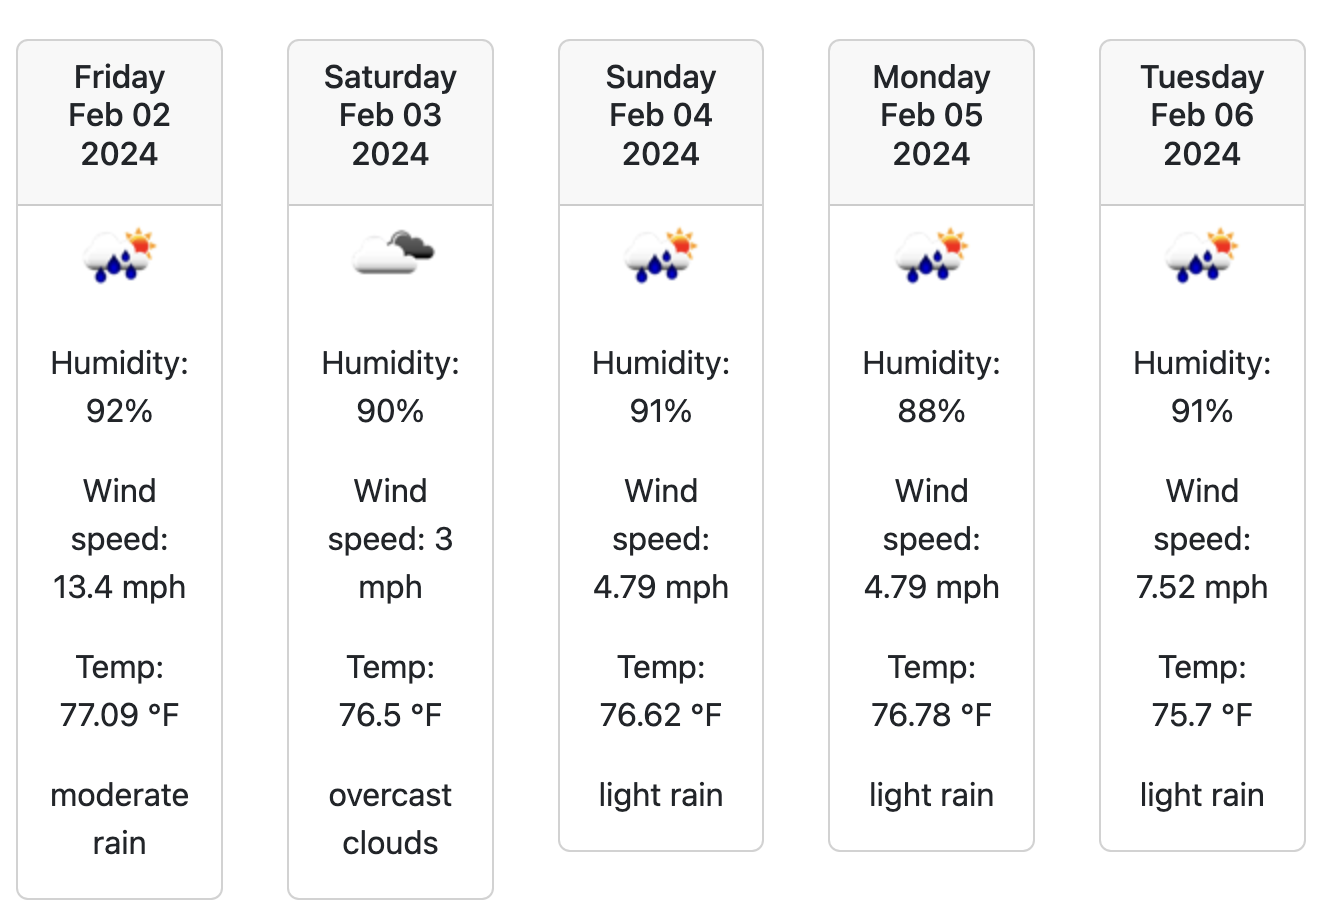 Friday
Feb 02
2024
Humidity:
92%
Wind
speed:
13.4 mph
Temp:
77.09 °F
moderate
rain
Saturday
Feb 03
2024
Humidity:
90%
Wind
speed: 3
mph
Temp:
76.5 °F
overcast
clouds
Sunday
Feb 04
2024
Humidity:
91%
Wind
speed:
4.79 mph
Temp:
76.62 °F
light rain
Monday
Feb 05
2024
Humidity:
88%
Wind
speed:
4.79 mph
Temp:
76.78 °F
light rain
Tuesday
Feb 06
2024
Humidity:
91%
Wind
speed:
7.52 mph
Temp:
75.7 °F
light rain